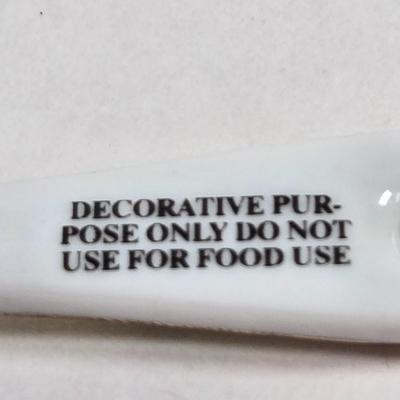 DECORATIVE PUR-
POSE ONLY DO NOT
USE FOR FOOD USE